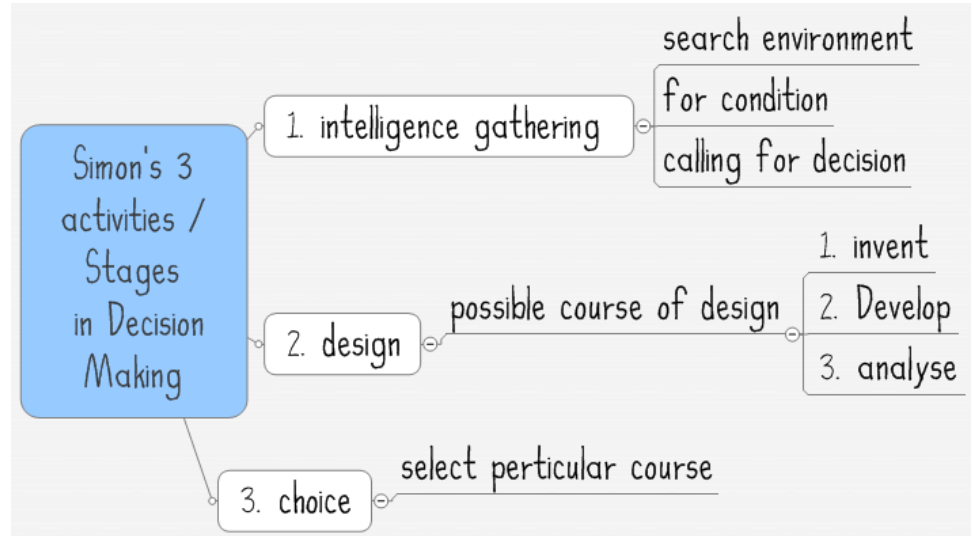 Simon's 3
activities /
Stages
in Decision
Making
1. intelligence gathering
search environment
for condition
calling for decision
2. design
possible course of design
1. invent
2. Develop
3. analyse
3. choice
select perticular course